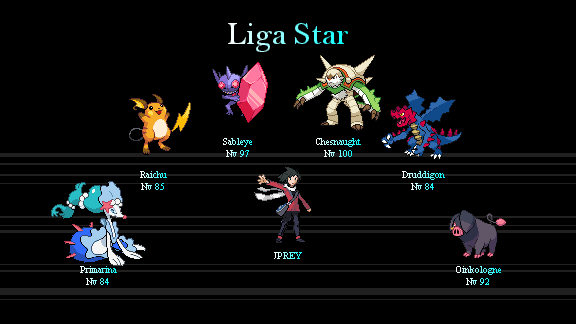 Liga Star
Sableye
Nv 97
Chesnaught
Nv 100
Raichu
Nv 85
Druddigon
Nv 84
JPREY
Primarina
Nv 84
Oinkologne
Nv 92